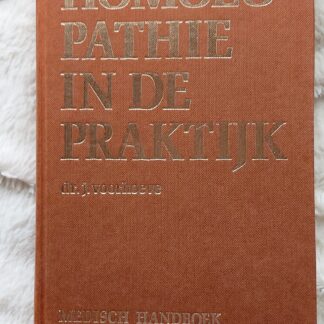 HOMOEO
PATHIE
IN DE
PRAKTIJK
dr. j. voorhoeve
MEDISCH HANDBOEK